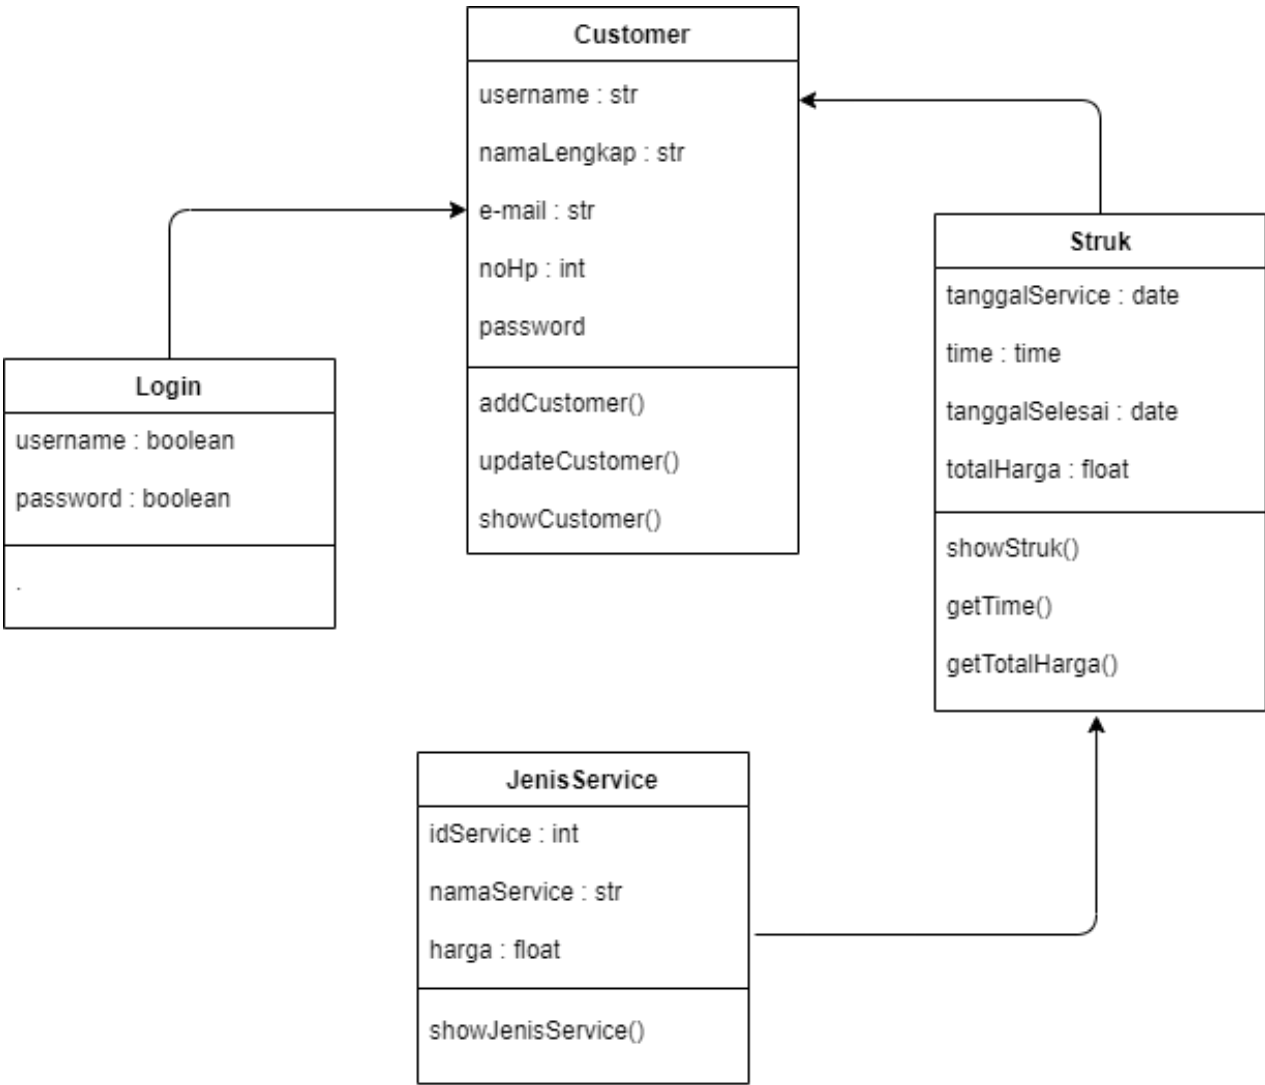 Customer
username : str
namaLengkap : str
e-mail : str
noHp : int
password
addCustomer()
updateCustomer()
showCustomer()
Struk
tanggalService : date
time : time
tanggalSelesai : date
totalHarga : float
showStruk()
getTime()
getTotalHarga()
Login
username : boolean
password : boolean
.
JenisService
idService : int
namaService : str
harga : float
showJenisService()